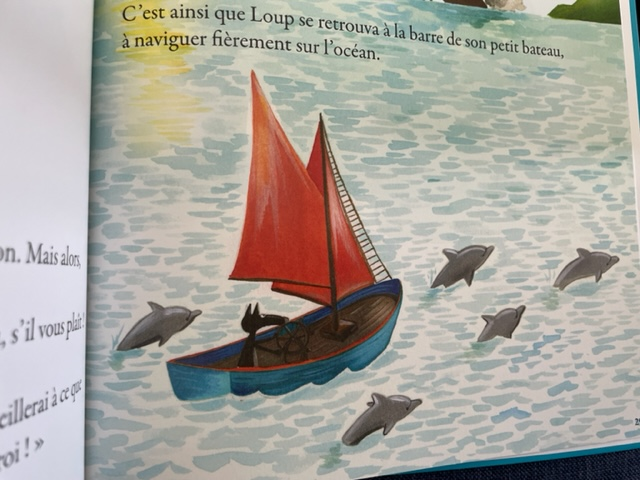 on. Mais alors,
, s'il vous plaît !
eillerai à ce que
roi ! »
C'est ainsi que Loup se retrouva à la barre de son petit bateau,
à naviguer fièrement sur l'océan.